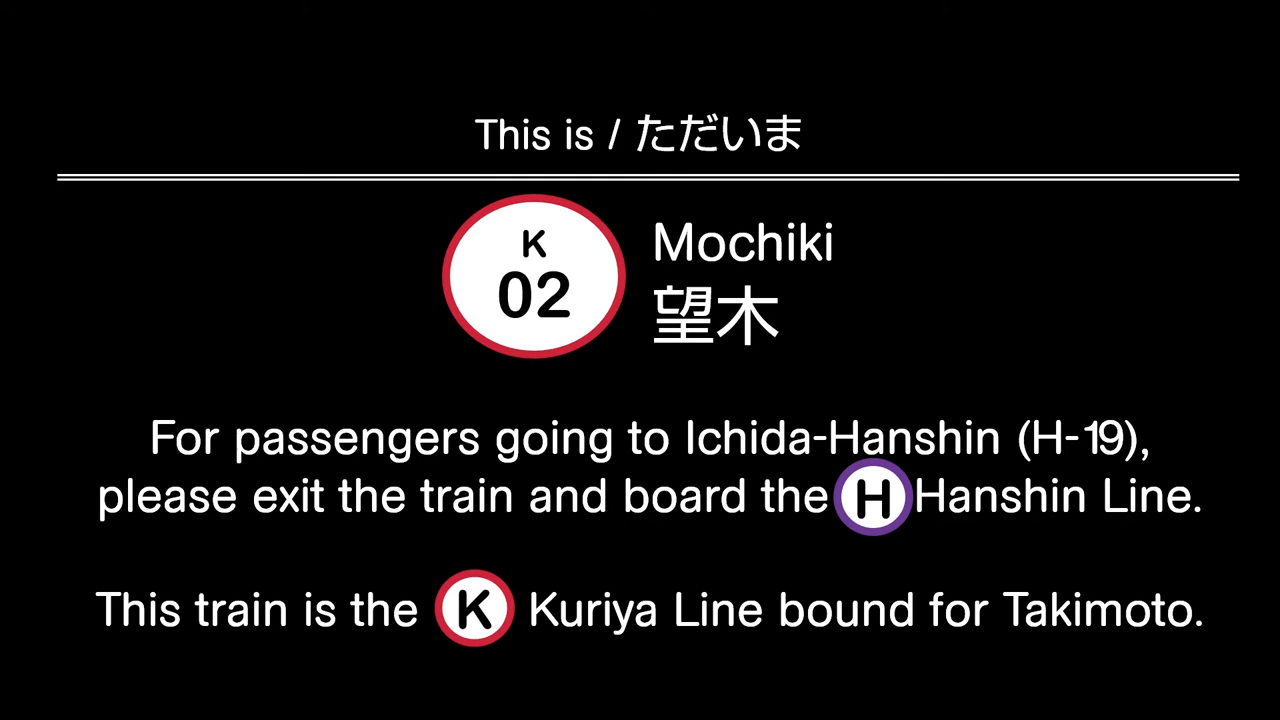 This is / ただいま
K
02
Mochiki
望木
For passengers going to Ichida-Hanshin (H-19),
please exit the train and board the H Hanshin Line.
This train is the K Kuriya Line bound for Takimoto.